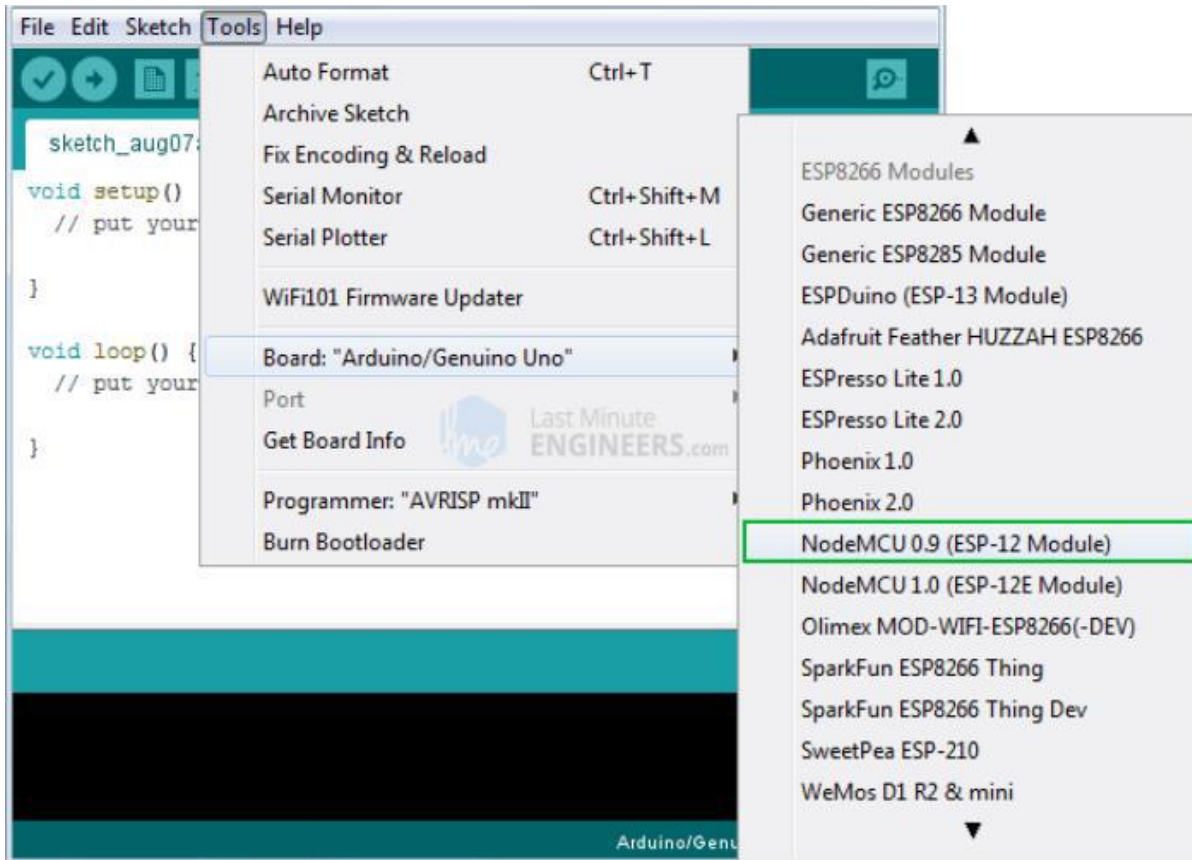 File Edit Sketch Tools Help
Auto Format Ctrl+T
Archive Sketch
Fix Encoding & Reload
Serial Monitor Ctrl+Shift+M
Serial Plotter Ctrl+Shift+L
WiFi101 Firmware Updater
Board: "Arduino/Genuino Uno"
Port
Get Board Info
Programmer: "AVRISP mkII"
Burn Bootloader
sketch_aug07a
void setup()
// put your
}
void loop() {
// put your
}
Last Minute
ENGINEERS.com
ESP8266 Modules
Generic ESP8266 Module
Generic ESP8285 Module
ESPDuino (ESP-13 Module)
Adafruit Feather HUZZAH ESP8266
ESPresso Lite 1.0
ESPresso Lite 2.0
Phoenix 1.0
Phoenix 2.0
NodeMCU 0.9 (ESP-12 Module)
NodeMCU 1.0 (ESP-12E Module)
Olimex MOD-WIFI-ESP8266(-DEV)
SparkFun ESP8266 Thing
SparkFun ESP8266 Thing Dev
SweetPea ESP-210
WeMos D1 R2 & mini
Arduino/Genu